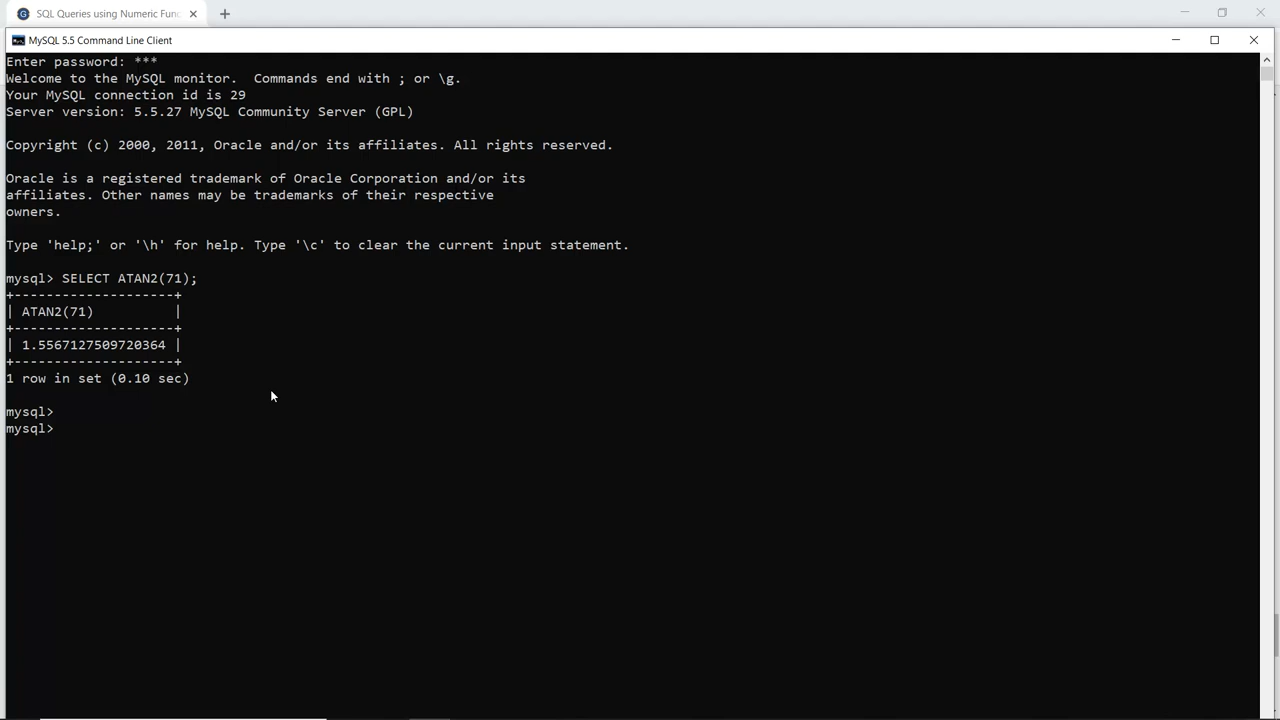 SQL Queries using Numeric Func
MySQL 5.5 Command Line Client
Enter password: ***
Welcome to the MySQL monitor.  Commands end with ; or \g.
Your MySQL connection id is 29
Server version: 5.5.27 MySQL Community Server (GPL)
Copyright (c) 2000, 2011, Oracle and/or its affiliates. All rights reserved.
Oracle is a registered trademark of Oracle Corporation and/or its
affiliates. Other names may be trademarks of their respective
owners.
Type 'help;' or '\h' for help. Type '\c' to clear the current input statement.
mysql> SELECT ATAN2(71);
+--------------------+
| ATAN2(71)          |
+--------------------+
| 1.5567127509720364 |
+--------------------+
1 row in set (0.10 sec)
mysql>
mysql>